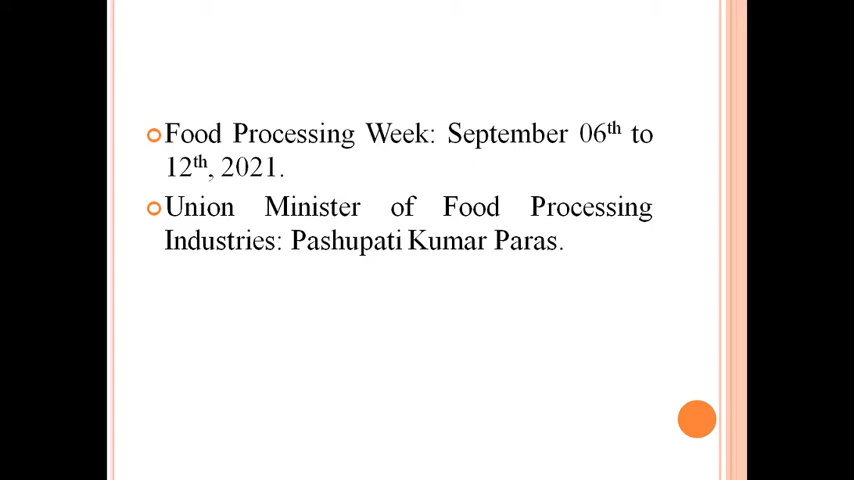 Food Processing Week: September 06th to
12th, 2021.
Union Minister of Food Processing
Industries: Pashupati Kumar Paras.